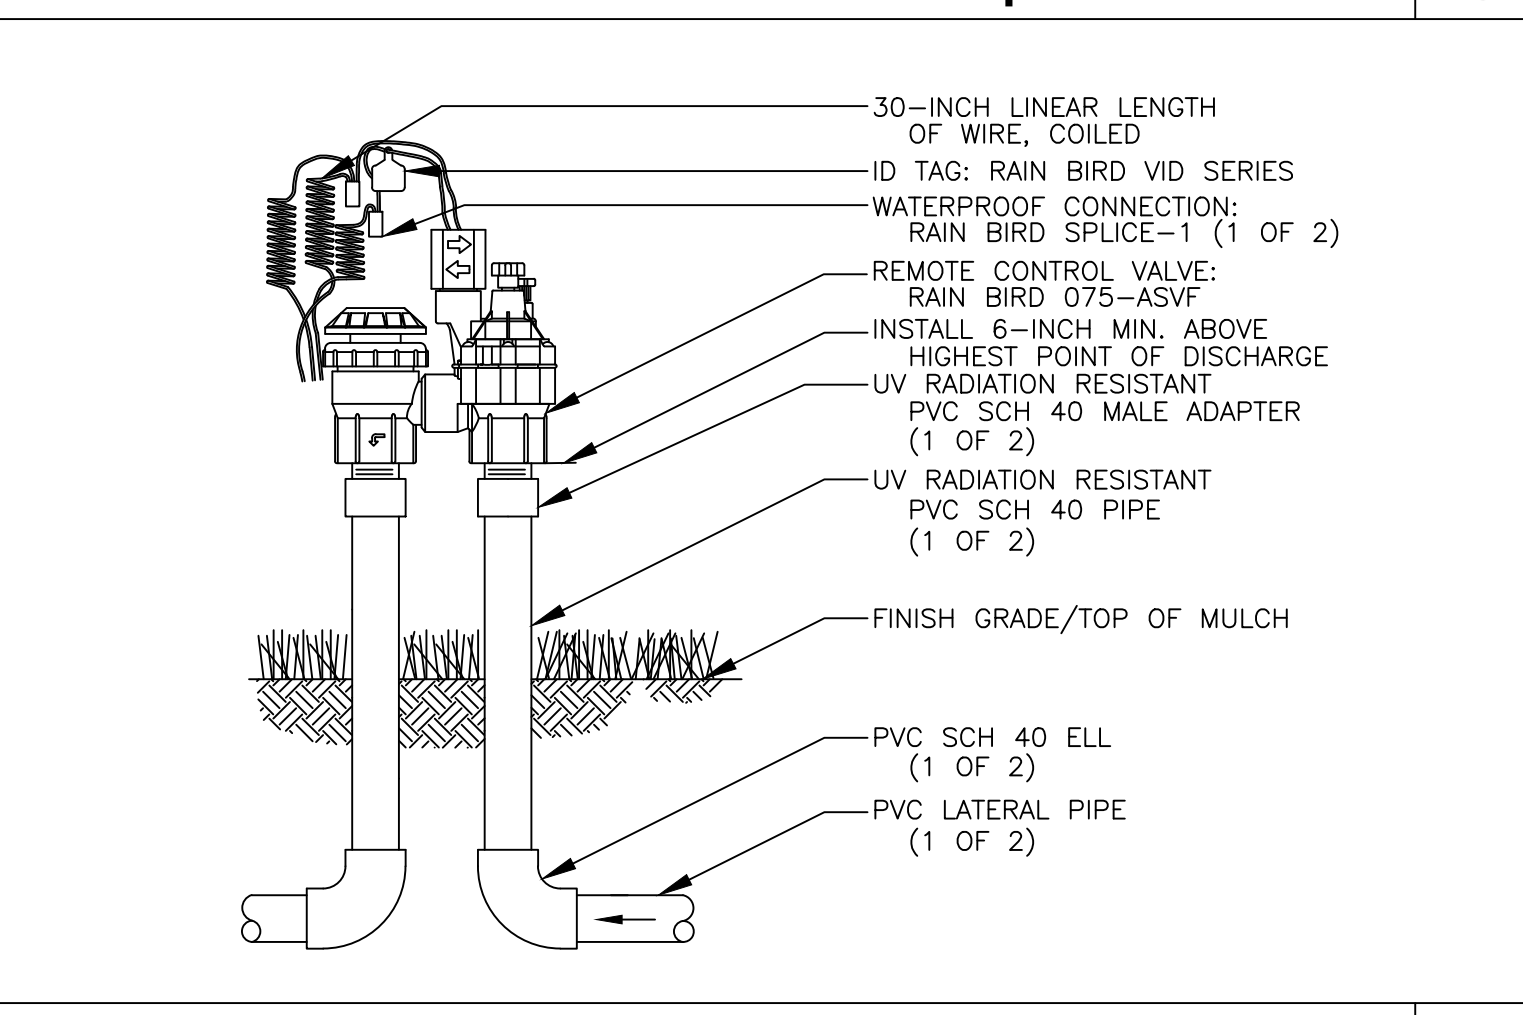 30-INCH LINEAR LENGTH
OF WIRE, COILED
ID TAG: RAIN BIRD VID SERIES
WATERPROOF CONNECTION:
RAIN BIRD SPLICE-1 (1 OF 2)
REMOTE CONTROL VALVE:
RAIN BIRD 075-ASVF
INSTALL 6-INCH MIN. ABOVE
HIGHEST POINT OF DISCHARGE
UV RADIATION RESISTANT
PVC SCH 40 MALE ADAPTER
(1 OF 2)
UV RADIATION RESISTANT
PVC SCH 40 PIPE
(1 OF 2)
FINISH GRADE/TOP OF MULCH
PVC SCH 40 ELL
(1 OF 2)
PVC LATERAL PIPE
(1 OF 2)